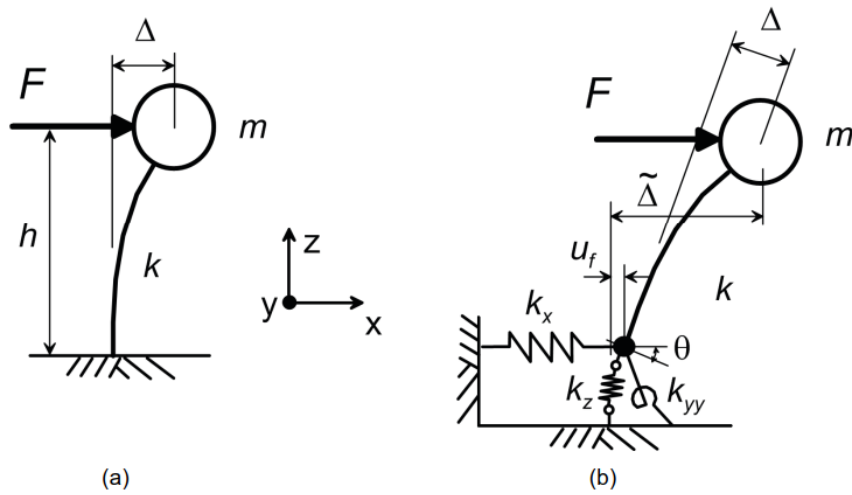 Δ
F
m
h
k
z
y
x
(a)
Δ
F
m
Δ̃
u_f
k
k_x
θ
k_z
k_yy
(b)